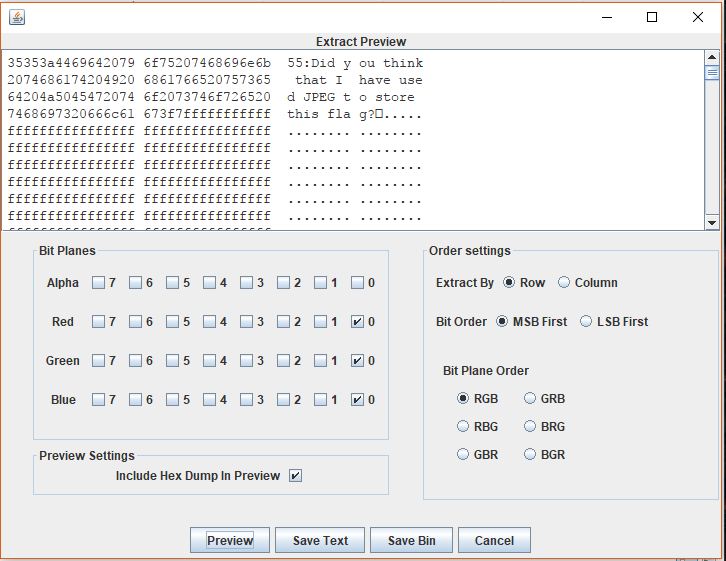 Extract Preview
35353a4469642079 6f75207468696e6b 55:Did y ou think
2074686174204920 6861766520757365 that I have use
64204a5045472074 6f2073746f726520 d JPEG t o store
7468697320666c61 673f7fffffffffff this fla g?□.....
ffffffffffffffff ffffffffffffffff ........ ........
ffffffffffffffff ffffffffffffffff ........ ........
ffffffffffffffff ffffffffffffffff ........ ........
ffffffffffffffff ffffffffffffffff ........ ........
ffffffffffffffff ffffffffffffffff ........ ........
ffffffffffffffff ffffffffffffffff ........ ........
Bit Planes
Alpha 7 6 5 4 3 2 1 0
Red 7 6 5 4 3 2 1 0
Green 7 6 5 4 3 2 1 0
Blue 7 6 5 4 3 2 1 0
Preview Settings
Include Hex Dump In Preview
Order settings
Extract By Row Column
Bit Order MSB First LSB First
Bit Plane Order
RGB GRB
RBG BRG
GBR BGR
Preview Save Text Save Bin Cancel